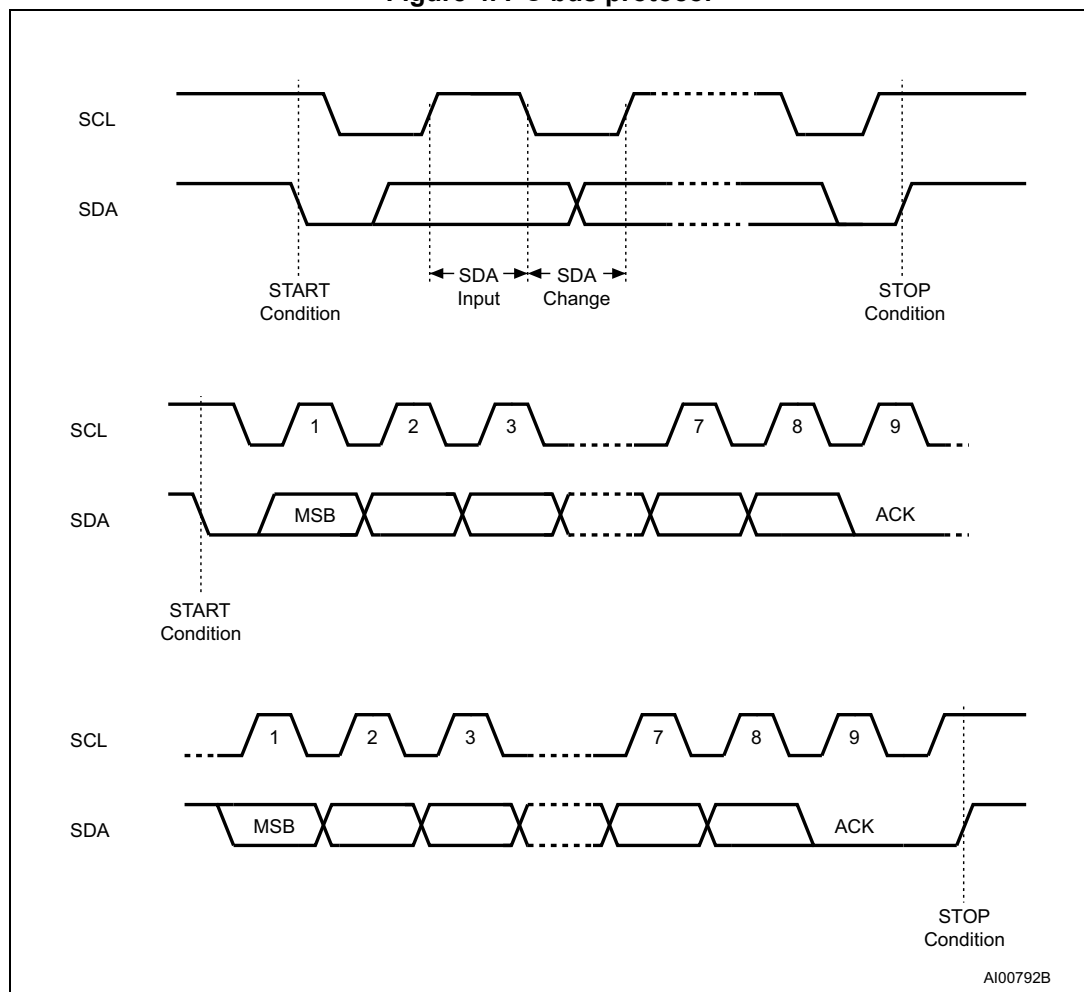 SCL
SDA
SDA Input
SDA Change
START Condition
STOP Condition
SCL
1 2 3 7 8 9
SDA
MSB
ACK
START Condition
SCL
1 2 3 7 8 9
SDA
MSB
ACK
STOP Condition
AI00792B